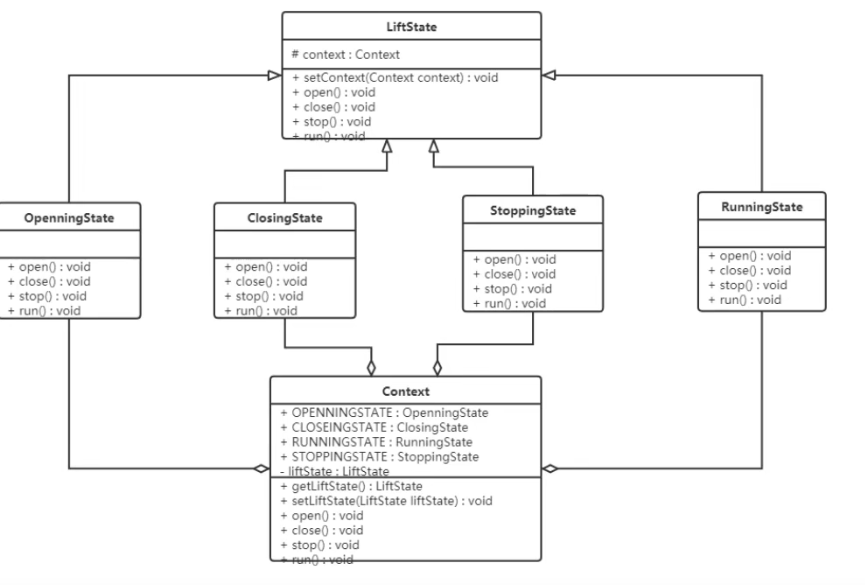 LiftState
# context : Context
+ setContext(Context context) : void
+ open() : void
+ close() : void
+ stop() : void
+ run() : void
OpenningState
+ open() : void
+ close() : void
+ stop() : void
+ run() : void
ClosingState
+ open() : void
+ close() : void
+ stop() : void
+ run() : void
StoppingState
+ open() : void
+ close() : void
+ stop() : void
+ run() : void
RunningState
+ open() : void
+ close() : void
+ stop() : void
+ run() : void
Context
+ OPENNINGSTATE : OpenningState
+ CLOSEINGSTATE : ClosingState
+ RUNNINGSTATE : RunningState
+ STOPPINGSTATE : StoppingState
- liftState : LiftState
+ getLiftState() : LiftState
+ setLiftState(LiftState liftState) : void
+ open() : void
+ close() : void
+ stop() : void
+ run() : void